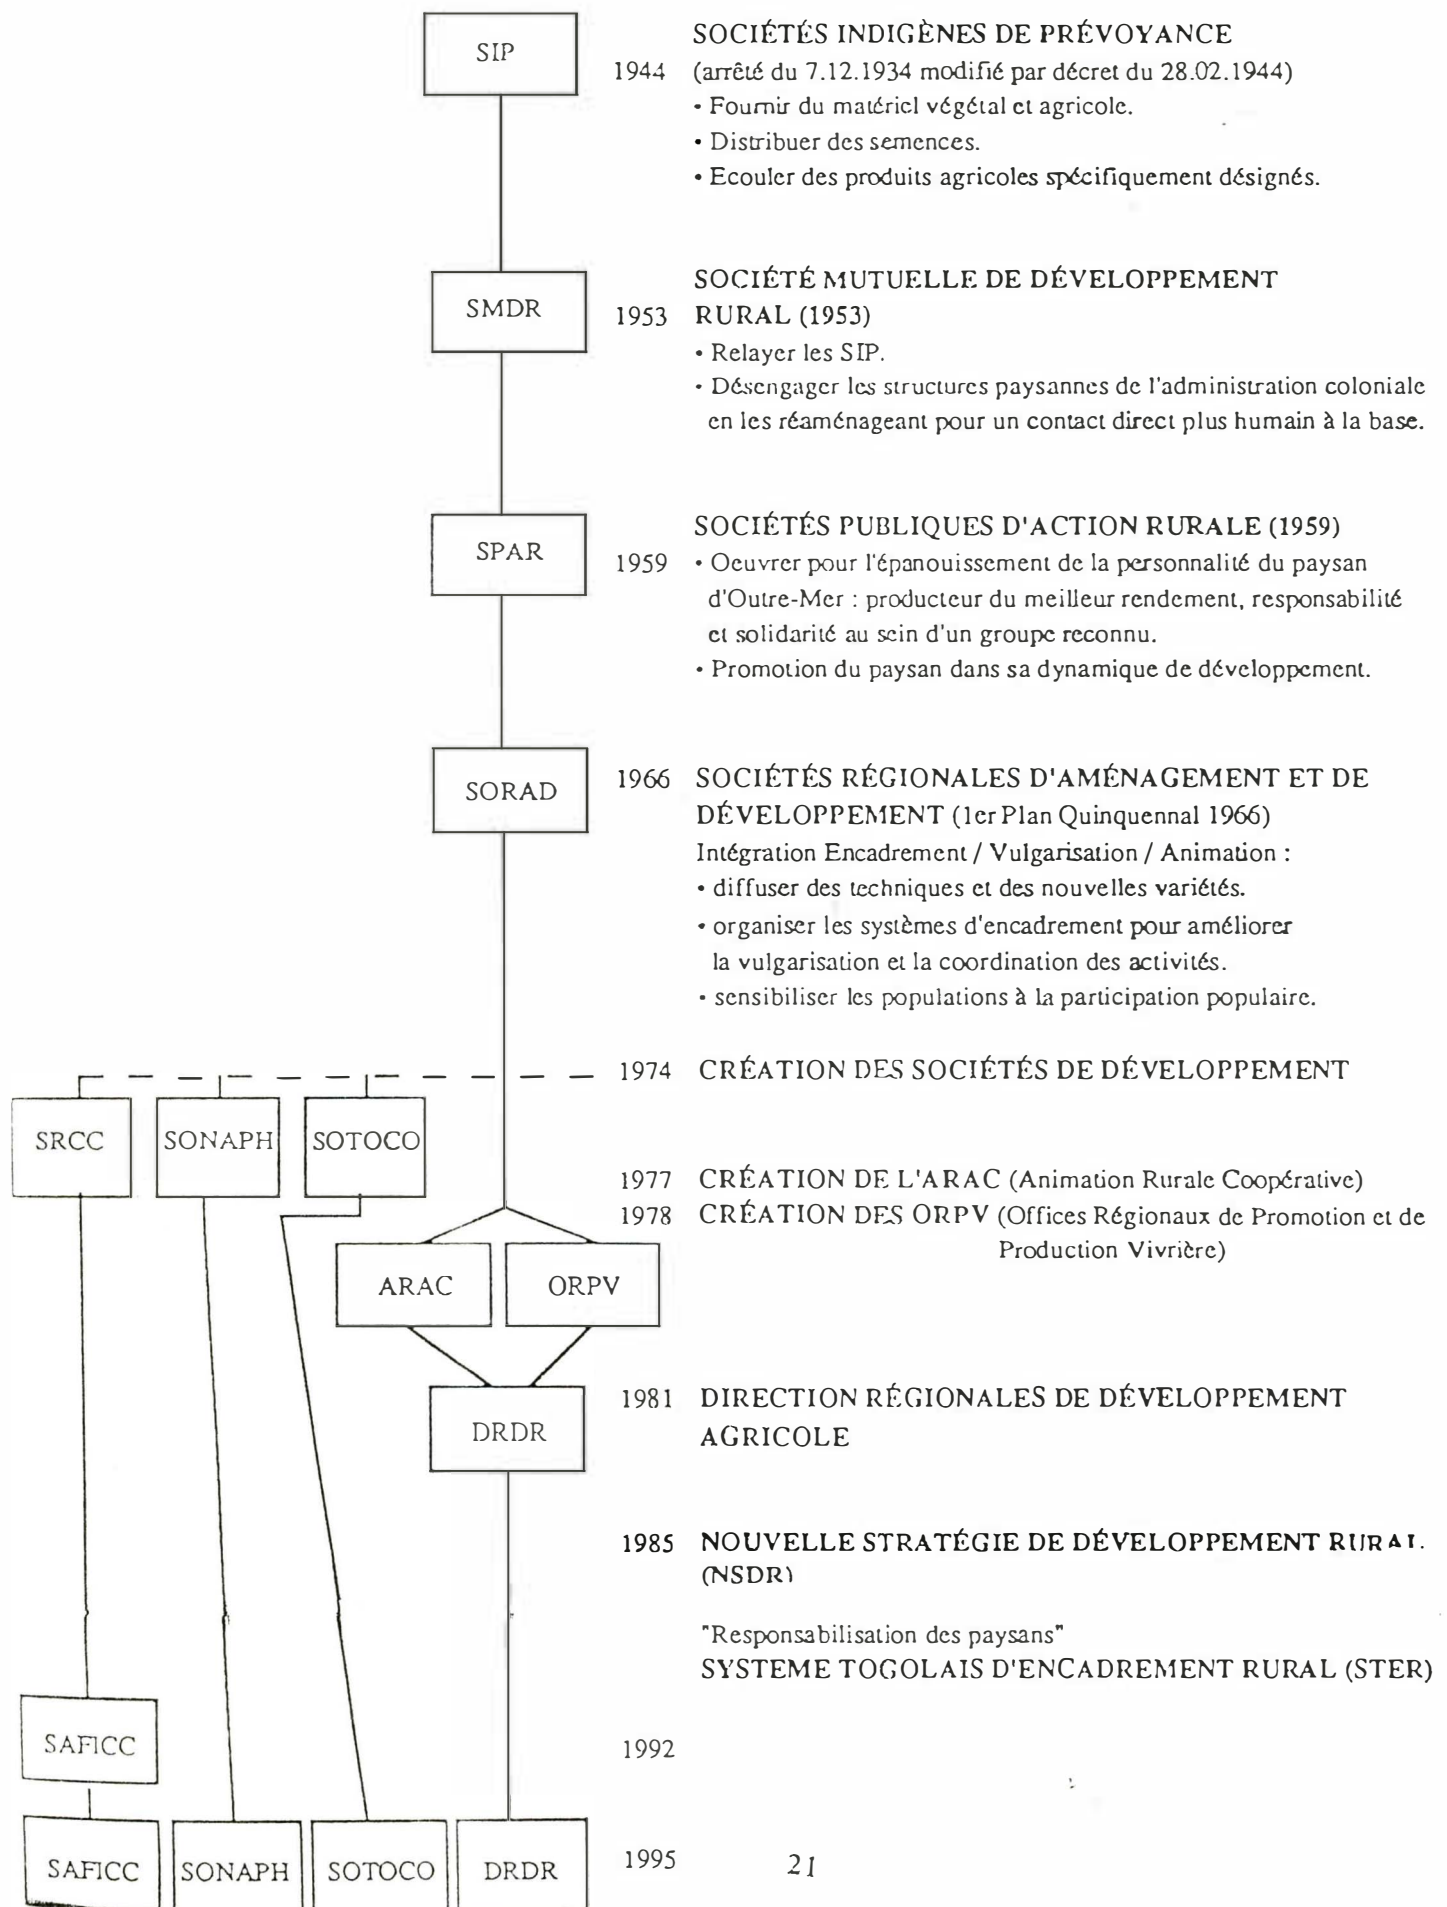 SIP
SOCIÉTÉS INDIGÈNES DE PRÉVOYANCE
1944 (arrêté du 7.12.1934 modifié par décret du 28.02.1944)
• Fournir du matériel végétal et agricole.
• Distribuer des semences.
• Ecouler des produits agricoles spécifiquement désignés.
SMDR
SOCIÉTÉ MUTUELLE DE DÉVELOPPEMENT
1953 RURAL (1953)
• Relayer les SIP.
• Désengager les structures paysannes de l'administration coloniale
en les réaménageant pour un contact direct plus humain à la base.
SPAR
SOCIÉTÉS PUBLIQUES D'ACTION RURALE (1959)
1959 • Oeuvrer pour l'épanouissement de la personnalité du paysan
d'Outre-Mer : producteur du meilleur rendement, responsabilité
et solidarité au sein d'un groupe reconnu.
• Promotion du paysan dans sa dynamique de développement.
SORAD
1966 SOCIÉTÉS RÉGIONALES D'AMÉNAGEMENT ET DE
DÉVELOPPEMENT (1er Plan Quinquennal 1966)
Intégration Encadrement / Vulgarisation / Animation :
• diffuser des techniques et des nouvelles variétés.
• organiser les systèmes d'encadrement pour améliorer
la vulgarisation et la coordination des activités.
• sensibiliser les populations à la participation populaire.
1974 CRÉATION DES SOCIÉTÉS DE DÉVELOPPEMENT
SRCC SONAPH SOTOCO
1977 CRÉATION DE L'ARAC (Animation Rurale Coopérative)
1978 CRÉATION DES ORPV (Offices Régionaux de Promotion et de
Production Vivrière)
ARAC ORPV
1981 DIRECTION RÉGIONALES DE DÉVELOPPEMENT
AGRICOLE
DRDR
1985 NOUVELLE STRATÉGIE DE DÉVELOPPEMENT RURAL
(NSDR)
"Responsabilisation des paysans"
SYSTEME TOGOLAIS D'ENCADREMENT RURAL (STER)
SAFICC
1992
SAFICC SONAPH SOTOCO DRDR
1995
21